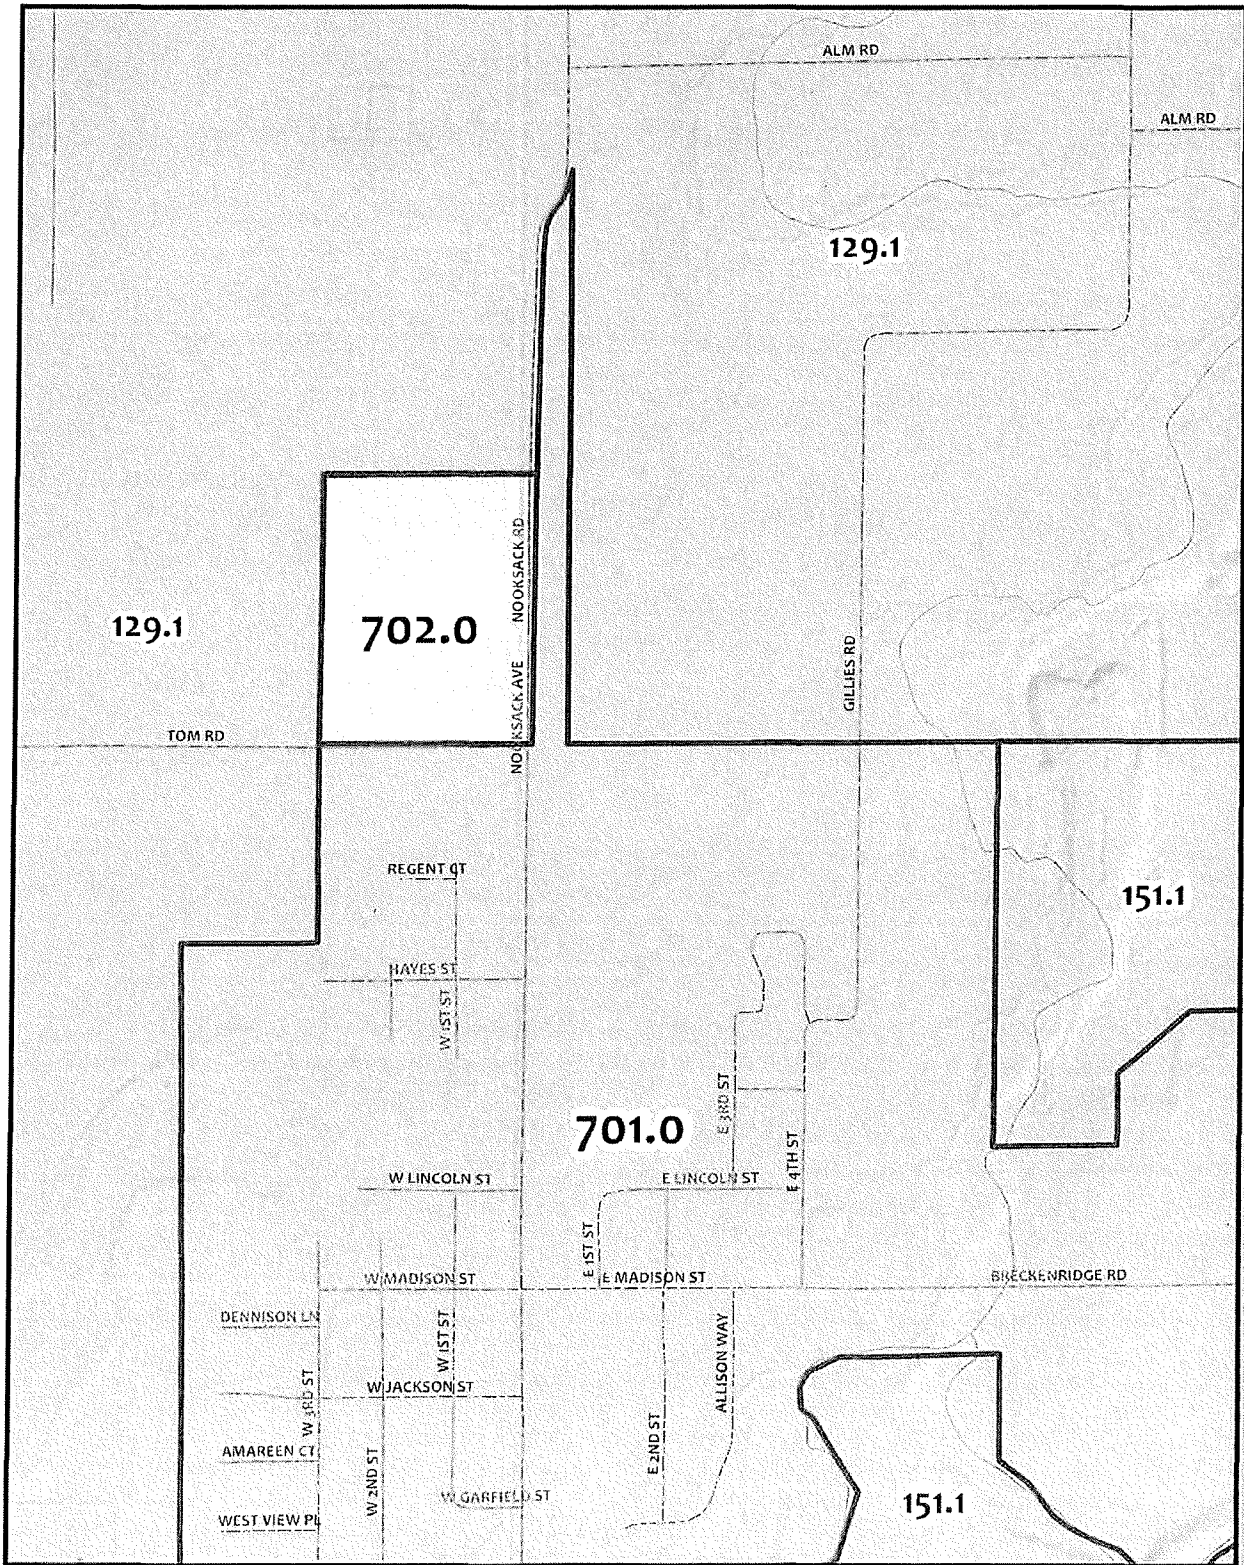 ALM RD
ALM RD
129.1
NOOKSACK RD
702.0
129.1
GILLIES RD
NOOKSACK AVE
TOM RD
REGENT CT
151.1
HAYES ST
W 1ST ST
E 3RD ST
701.0
E 4TH ST
W LINCOLN ST
E LINCOLN ST
E 1ST ST
W MADISON ST
E MADISON ST
BRECKENRIDGE RD
DENNISON LN
W 1ST ST
ALLISON WAY
W 3RD ST
W JACKSON ST
E 2ND ST
AMAREEN CT
W 2ND ST
W GARFIELD ST
151.1
WEST VIEW PL